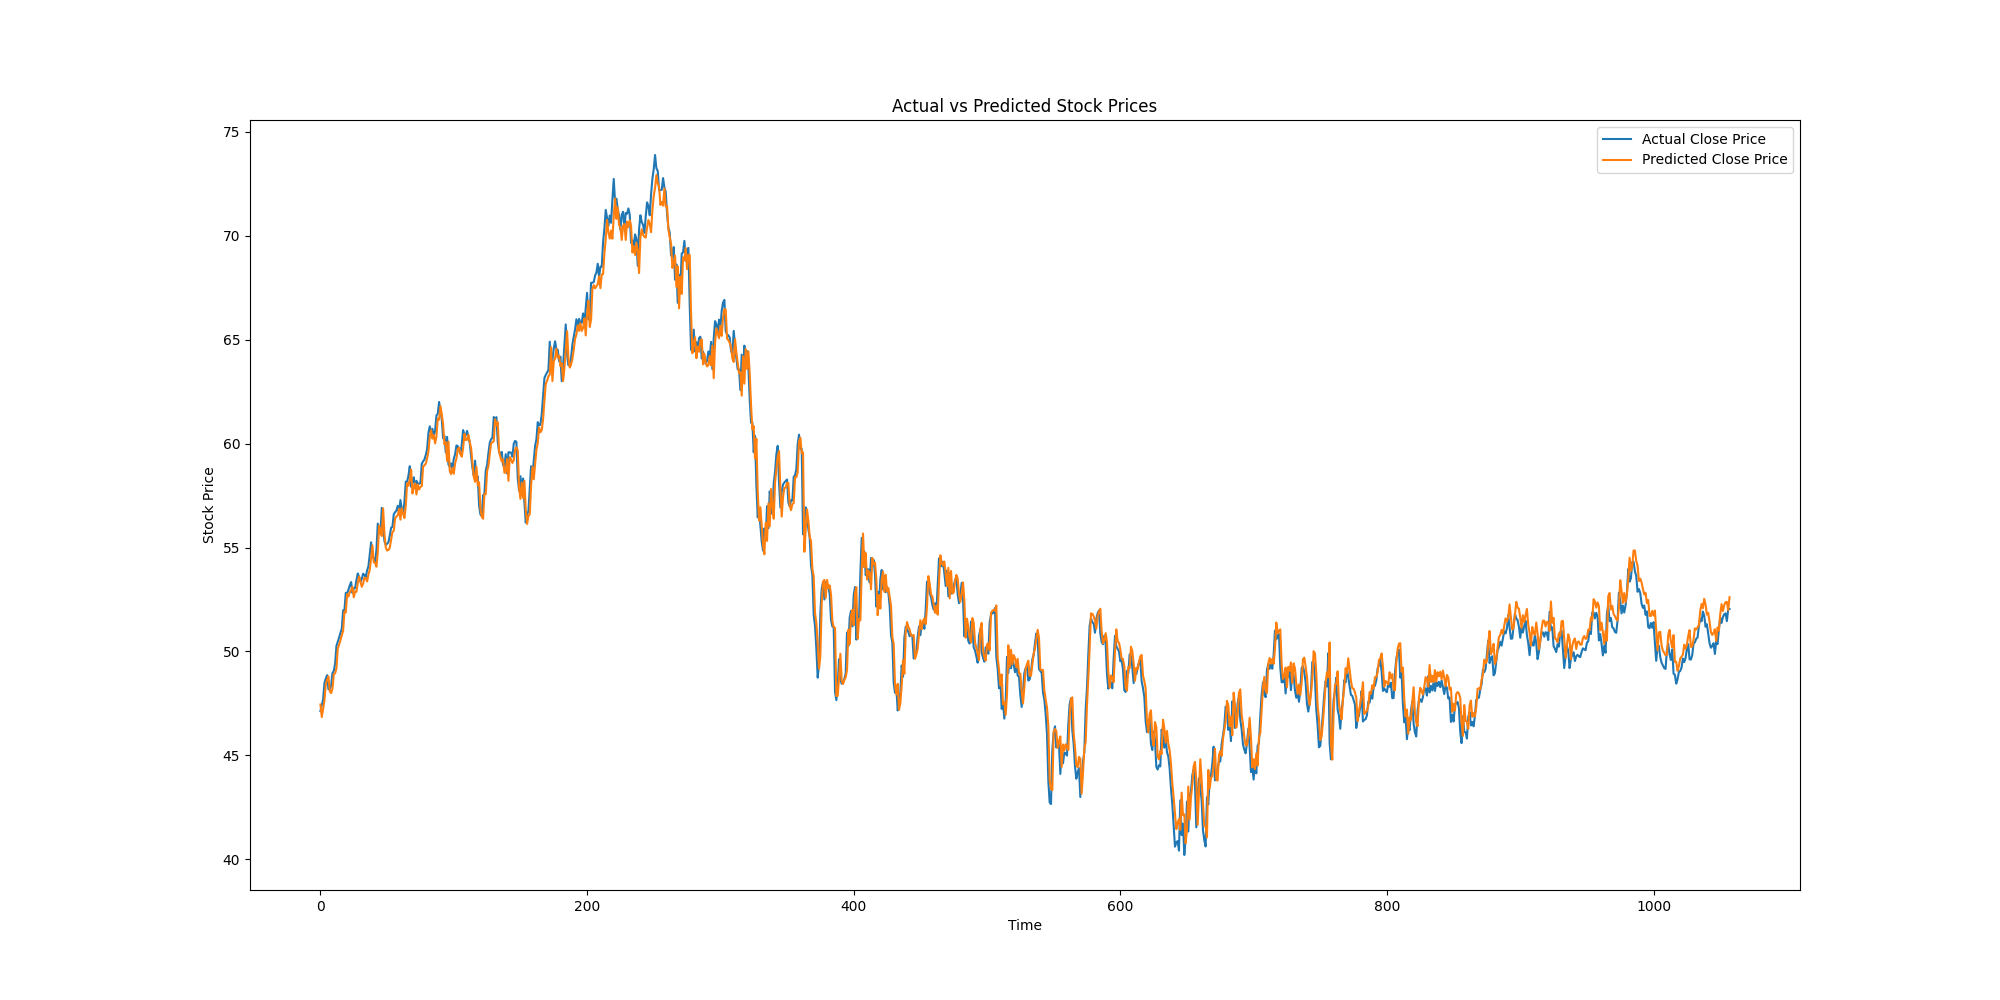 Actual vs Predicted Stock Prices
Actual Close Price
Predicted Close Price
Stock Price
75
70
65
60
55
50
45
40
0
200
400
600
800
1000
Time